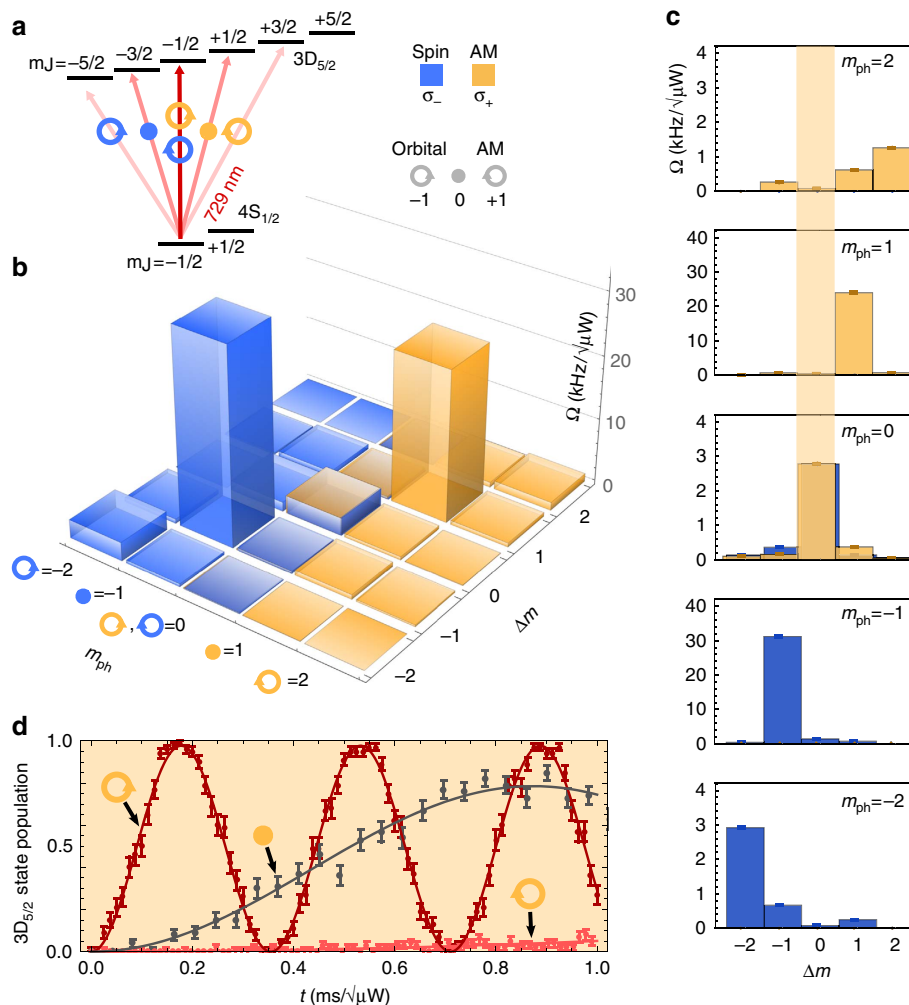 a
mJ=−5/2 −3/2 −1/2 +1/2 +3/2 +5/2
3D5/2
729 nm
4S1/2
+1/2
mJ=−1/2
Spin AM
σ− σ+
Orbital AM
−1 0 +1
b
Ω (kHz/√μW)
30
20
10
0
2
1
0
−1
−2
Δm
=−2
=−1
, =0
=1
=2
mph
c
mph=2
Ω (kHz/√μW)
4
3
2
1
0
mph=1
30
20
10
0
mph=0
4
3
2
1
0
mph=−1
30
20
10
0
mph=−2
4
3
2
1
0
−2 −1 0 1 2
Δm
d
3D5/2 state population
1.0
0.5
0.0
0.0 0.2 0.4 0.6 0.8 1.0
t (ms/√μW)